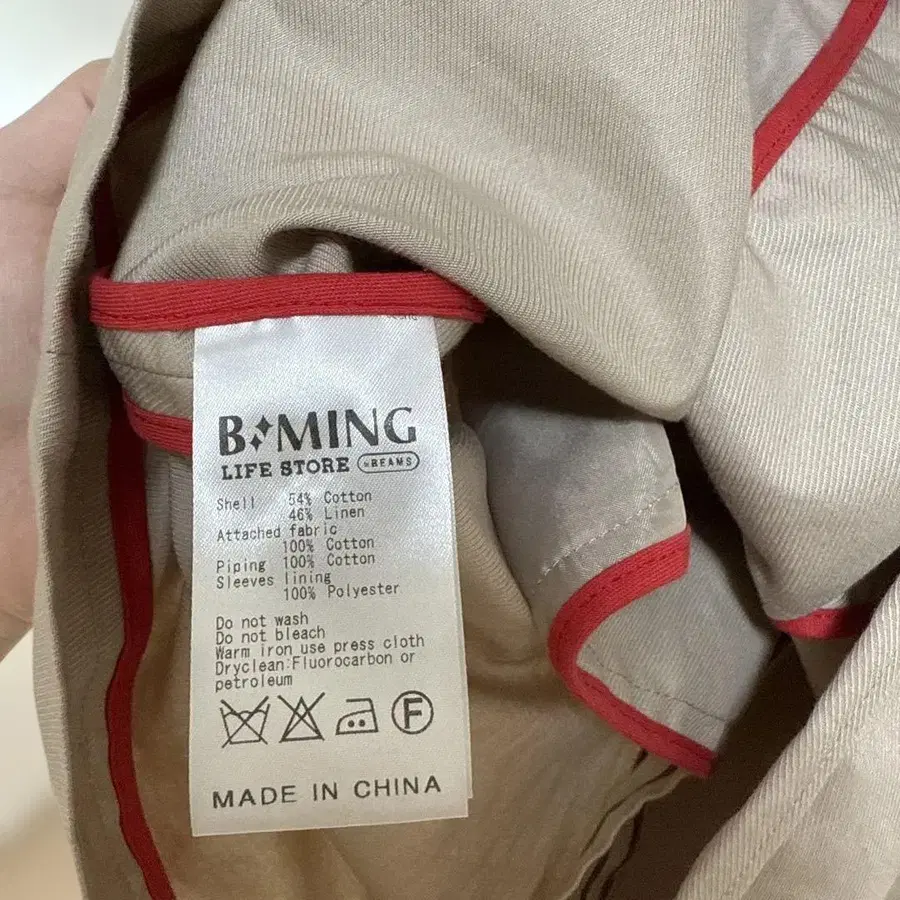 B MING
LIFE STORE by BEAMS
Shell 54% Cotton
46% Linen
Attached fabric
100% Cotton
Piping 100% Cotton
Sleeves lining
100% Polyester
Do not wash
Do not bleach
Warm iron use press cloth
Dryclean:Fluorocarbon or
petroleum
F
MADE IN CHINA